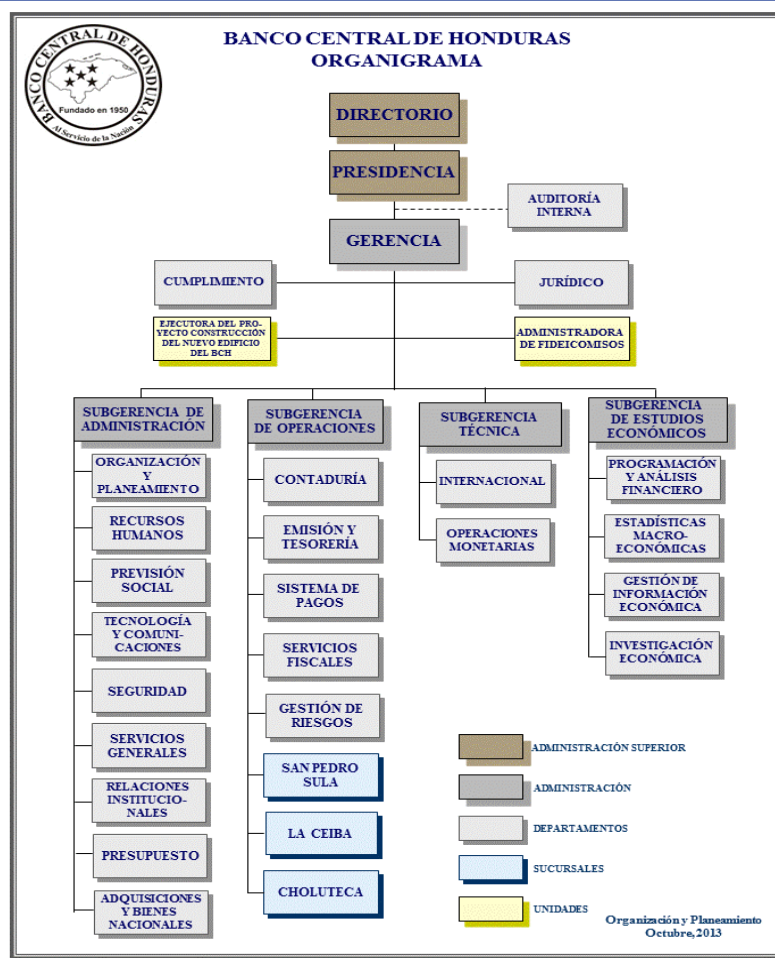 BANCO CENTRAL DE HONDURAS
ORGANIGRAMA
BANCO CENTRAL DE HONDURAS
Fundado en 1950
Al Servicio de la Nación
DIRECTORIO
PRESIDENCIA
AUDITORÍA
INTERNA
GERENCIA
CUMPLIMIENTO
JURÍDICO
EJECUTORA DEL PRO-
YECTO CONSTRUCCIÓN
DEL NUEVO EDIFICIO
DEL BCH
ADMINISTRADORA
DE FIDEICOMISOS
SUBGERENCIA DE
ADMINISTRACIÓN
ORGANIZACIÓN
Y
PLANEAMIENTO
RECURSOS
HUMANOS
PREVISIÓN
SOCIAL
TECNOLOGÍA
Y COMUNI-
CACIONES
SEGURIDAD
SERVICIOS
GENERALES
RELACIONES
INSTITUCIO-
NALES
PRESUPUESTO
ADQUISICIONES
Y BIENES
NACIONALES
SUBGERENCIA
DE OPERACIONES
CONTADURÍA
EMISIÓN Y
TESORERÍA
SISTEMA DE
PAGOS
SERVICIOS
FISCALES
GESTIÓN DE
RIESGOS
SAN PEDRO
SULA
LA CEIBA
CHOLUTECA
SUBGERENCIA
TÉCNICA
INTERNACIONAL
OPERACIONES
MONETARIAS
SUBGERENCIA
DE ESTUDIOS
ECONÓMICOS
PROGRAMACIÓN
Y ANÁLISIS
FINANCIERO
ESTADÍSTICAS
MACRO-
ECONÓMICAS
GESTIÓN DE
INFORMACIÓN
ECONÓMICA
INVESTIGACIÓN
ECONÓMICA
ADMINISTRACIÓN SUPERIOR
ADMINISTRACIÓN
DEPARTAMENTOS
SUCURSALES
UNIDADES
Organización y Planeamiento
Octubre, 2013